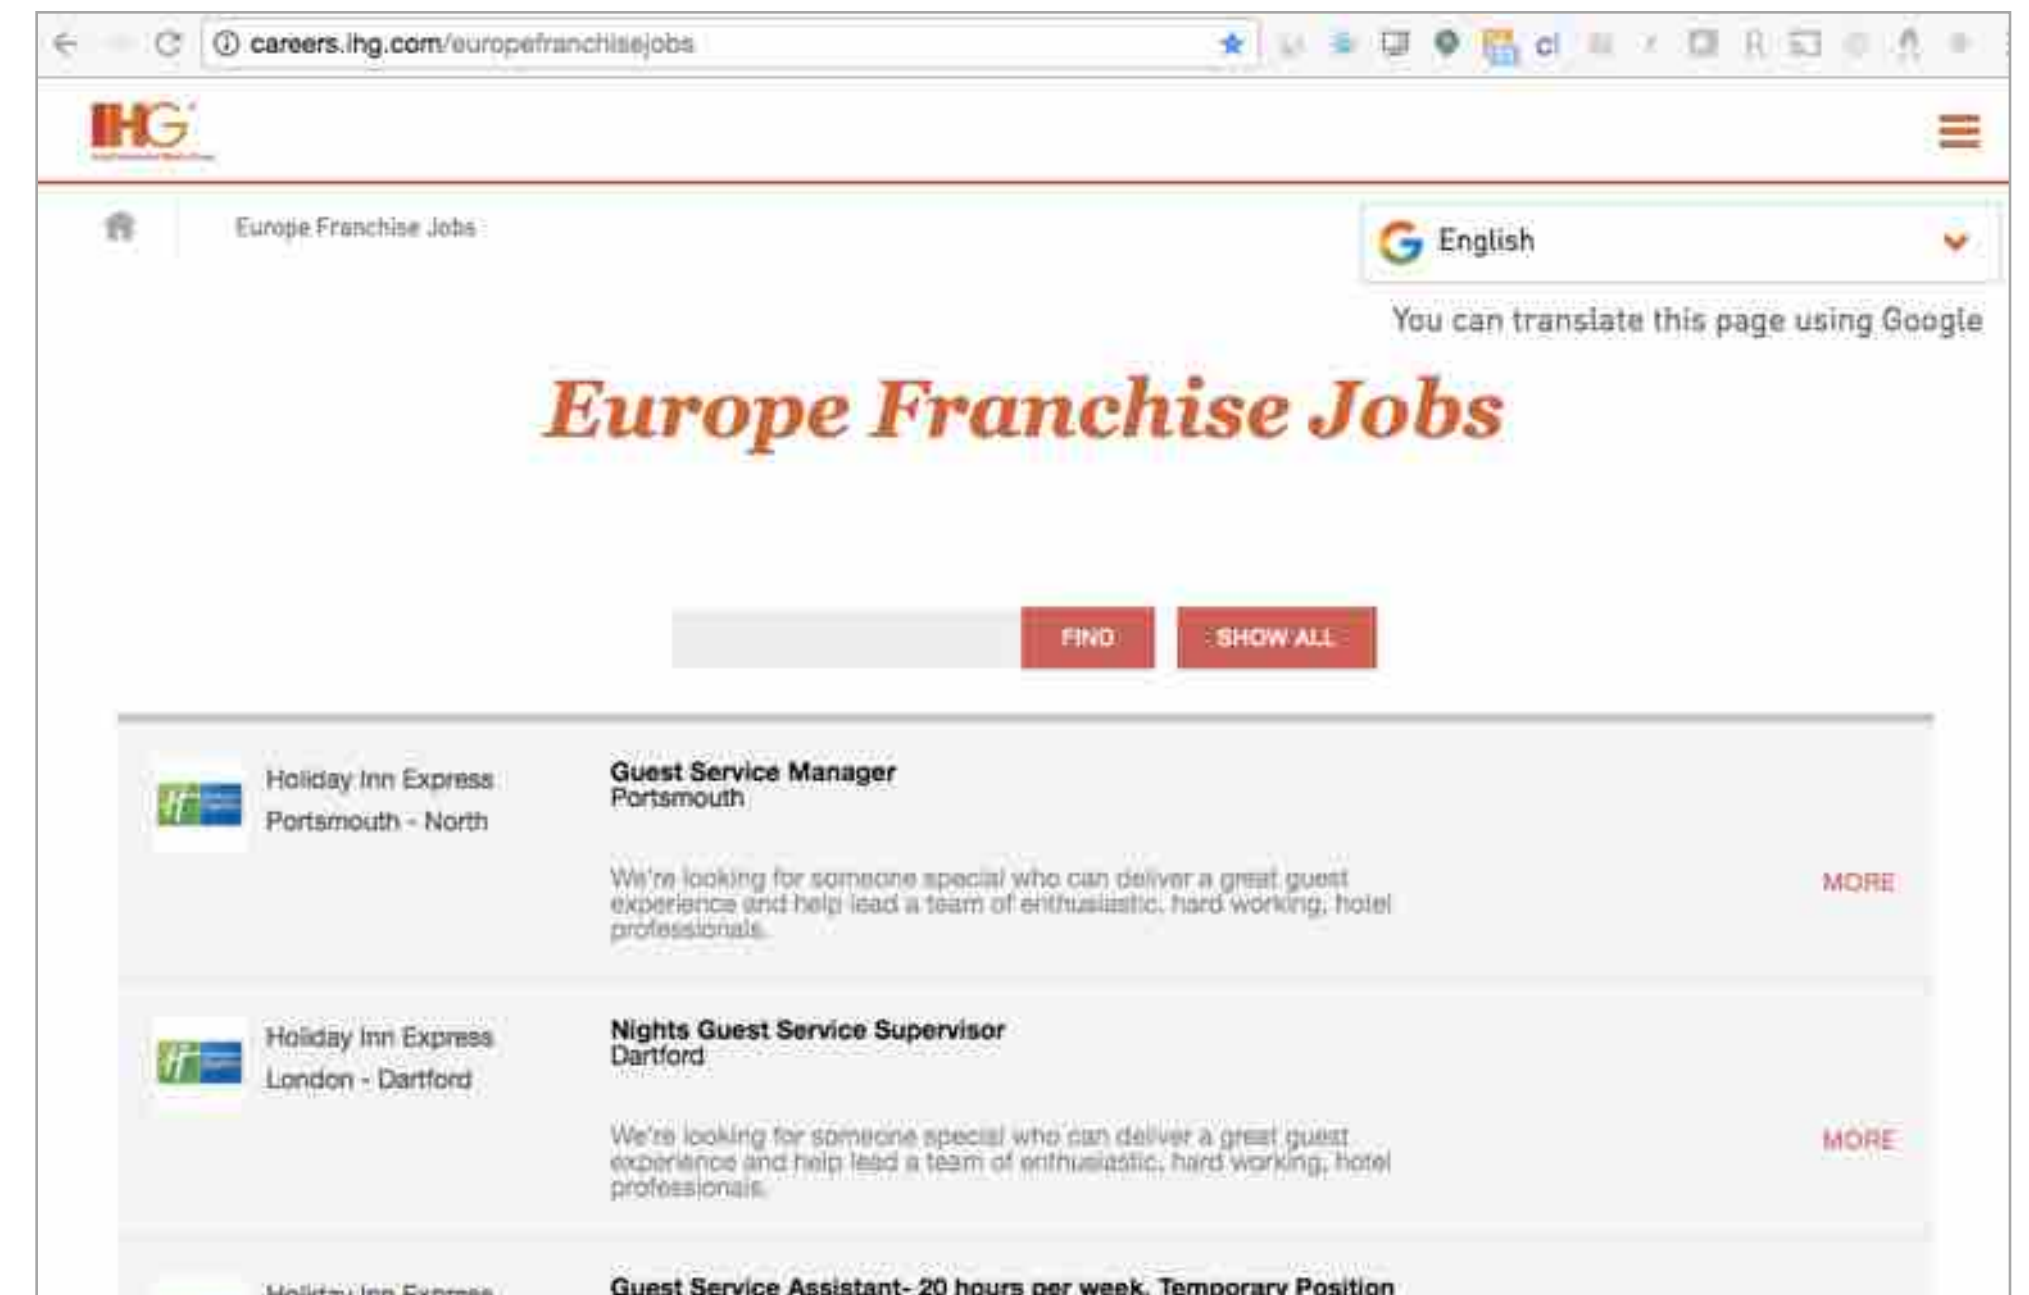 careers.ihg.com/europefranchisejobs
IHG
Europe Franchise Jobs
English
You can translate this page using Google
Europe Franchise Jobs
FIND
SHOW ALL
Holiday Inn Express
Portsmouth - North
Guest Service Manager
Portsmouth
We're looking for someone special who can deliver a great guest
experience and help lead a team of enthusiastic, hard working, hotel
professionals.
MORE
Holiday Inn Express
London - Dartford
Nights Guest Service Supervisor
Dartford
We're looking for someone special who can deliver a great guest
experience and help lead a team of enthusiastic, hard working, hotel
professionals.
MORE
Holiday Inn Express
Guest Service Assistant- 20 hours per week, Temporary Position